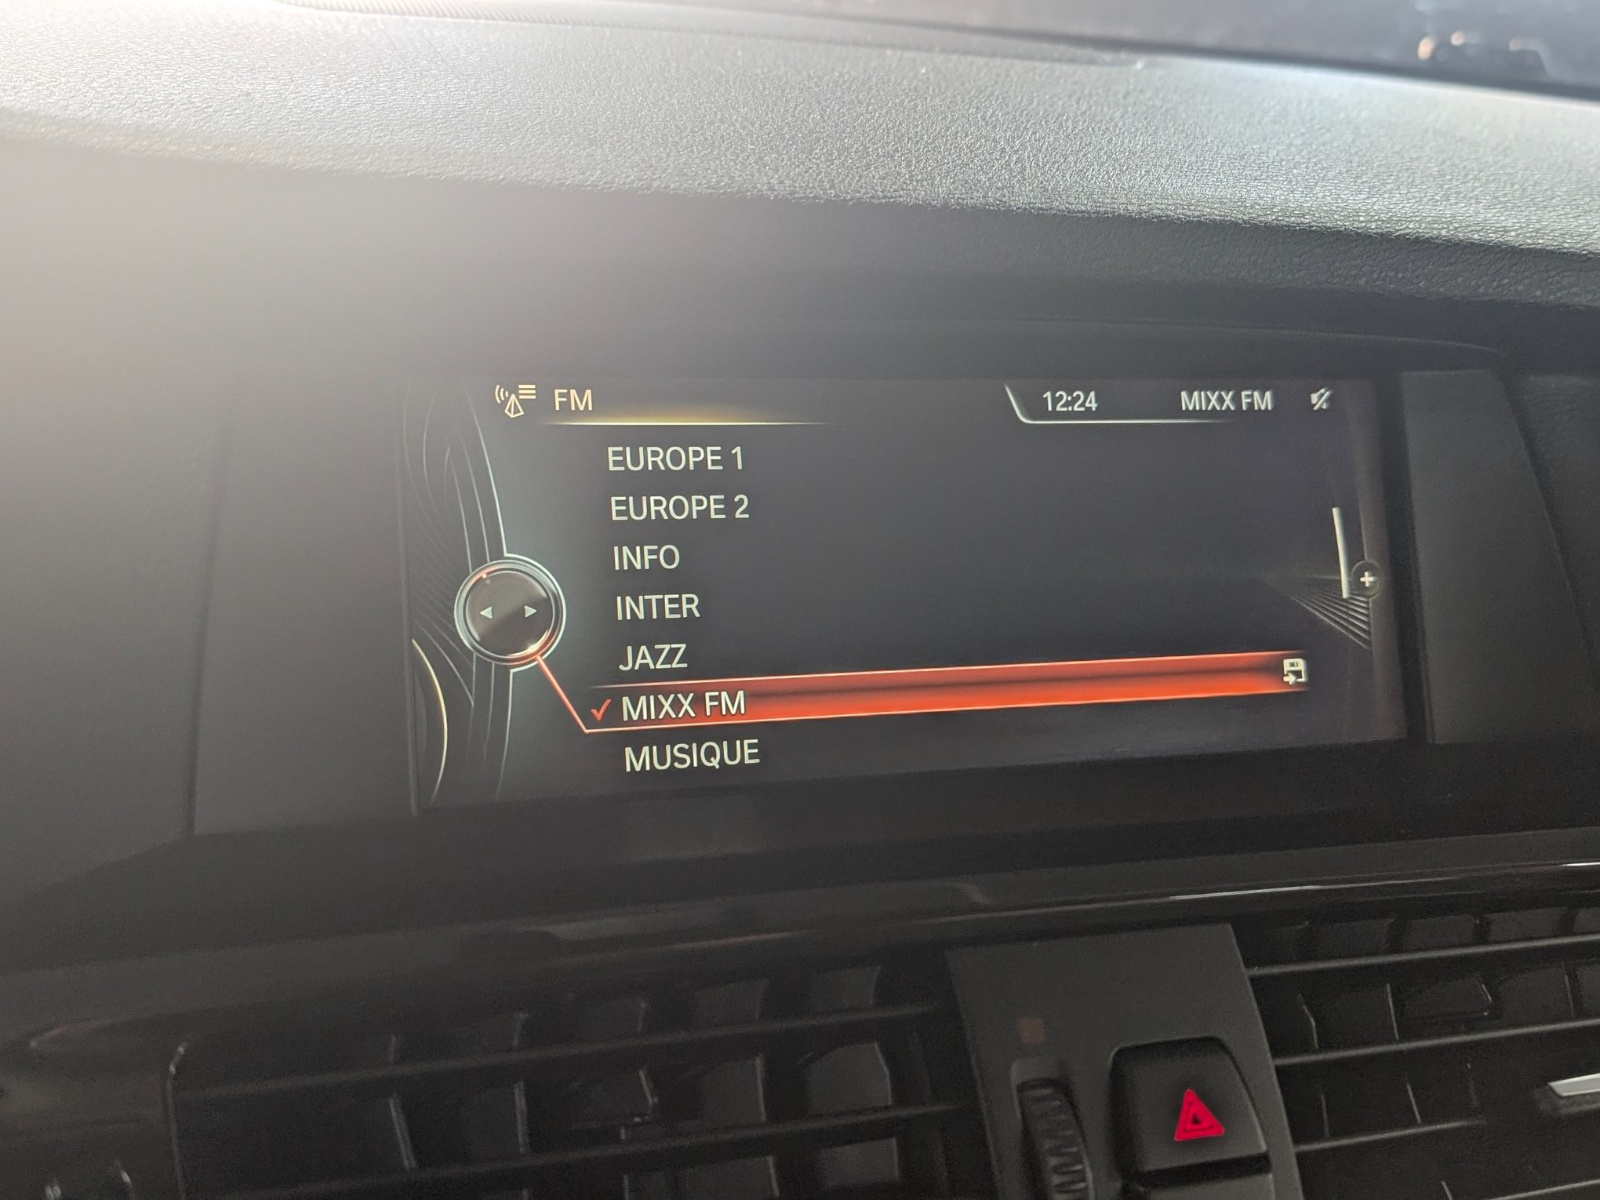 FM
12:24 MIXX FM
EUROPE 1
EUROPE 2
INFO
INTER
JAZZ
MIXX FM
MUSIQUE